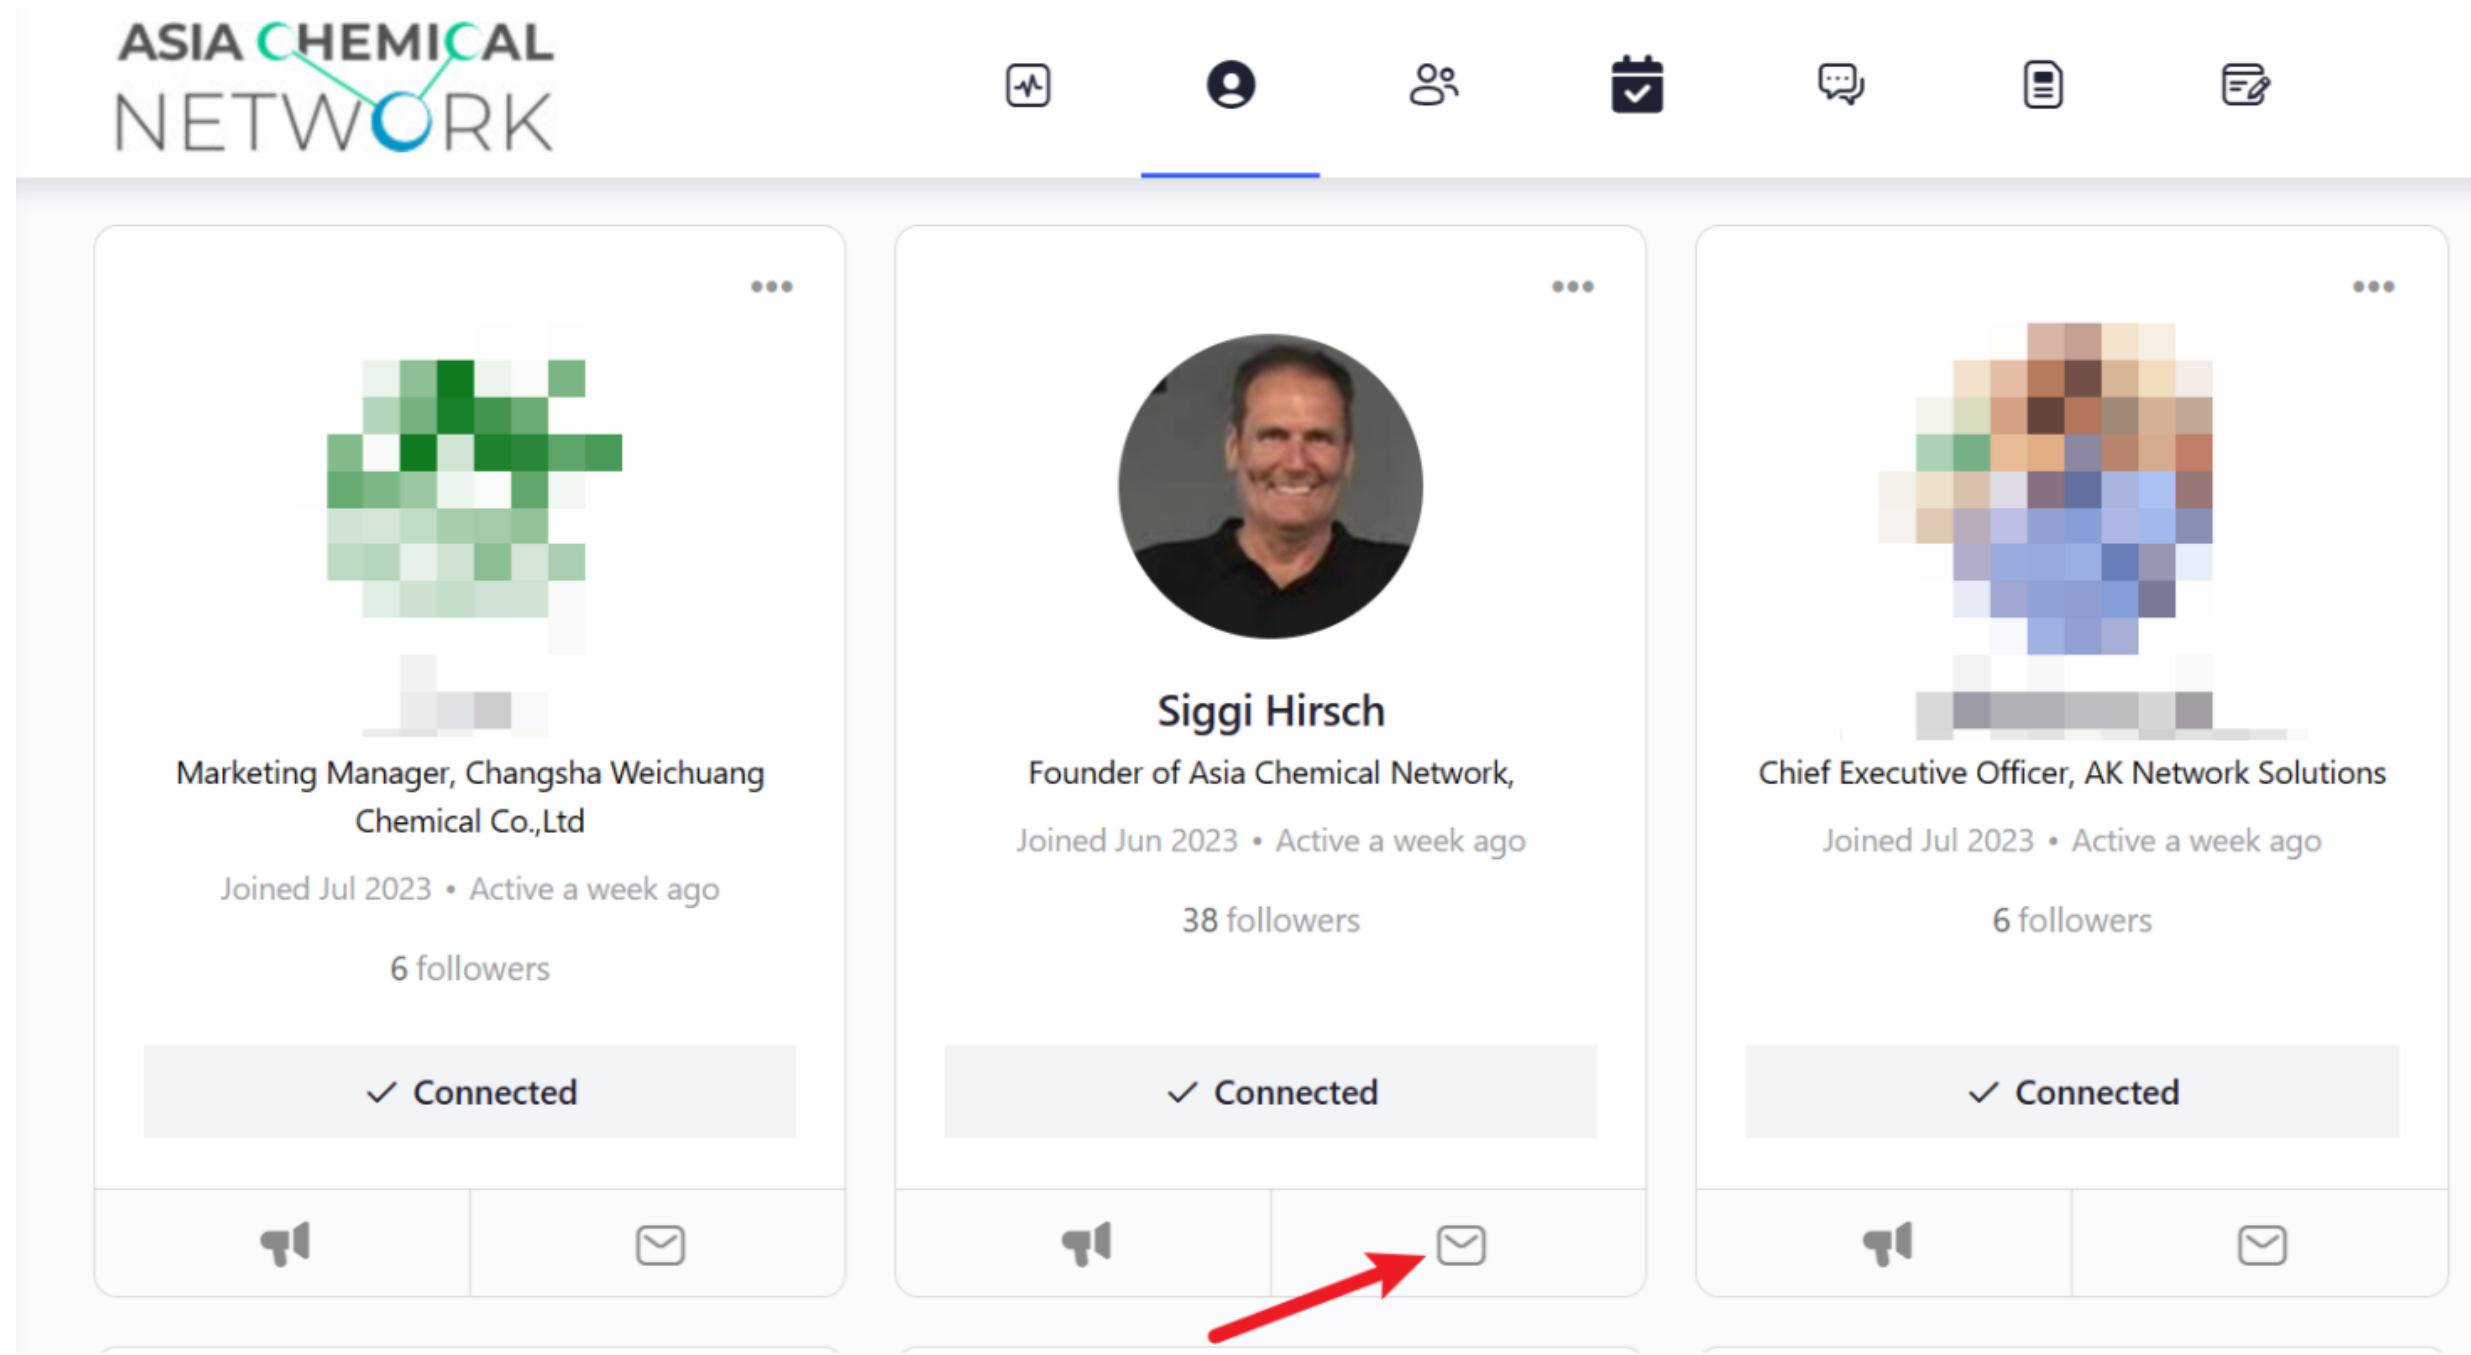 ASIA CHEMICAL
NETWORK
Marketing Manager, Changsha Weichuang
Chemical Co.,Ltd
Joined Jul 2023 • Active a week ago
6 followers
✓ Connected
Siggi Hirsch
Founder of Asia Chemical Network,
Joined Jun 2023 • Active a week ago
38 followers
✓ Connected
Chief Executive Officer, AK Network Solutions
Joined Jul 2023 • Active a week ago
6 followers
✓ Connected